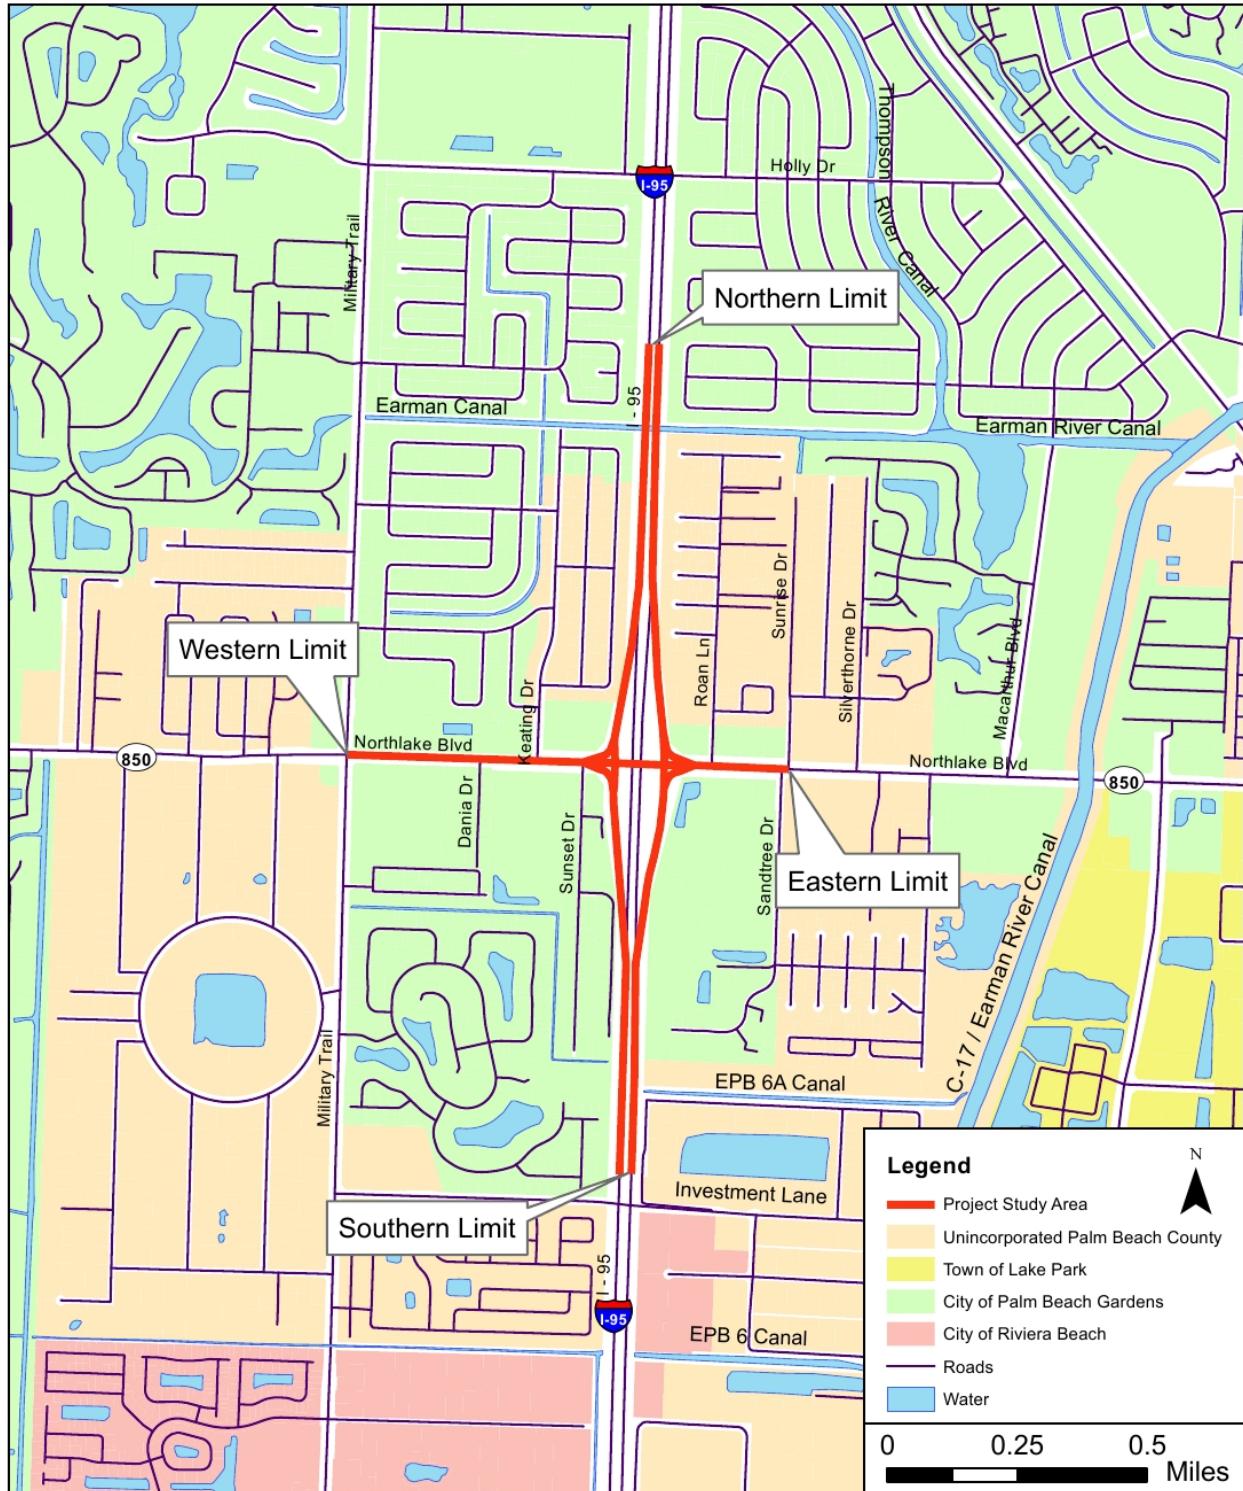 Thompson
River Canal
Holly Dr
I-95
Military Trail
Northern Limit
I - 95
Earman Canal
Earman River Canal
Sunrise Dr
Silverthorne Dr
Roan Ln
Macarthur Blvd
Western Limit
Keating Dr
Northlake Blvd
850
Northlake Blvd
850
Dania Dr
Sunset Dr
Sandtree Dr
Eastern Limit
C-17 / Earman River Canal
Military Trail
EPB 6A Canal
Investment Lane
Southern Limit
I - 95
I-95
EPB 6 Canal
Legend
N
Project Study Area
Unincorporated Palm Beach County
Town of Lake Park
City of Palm Beach Gardens
City of Riviera Beach
Roads
Water
0 0.25 0.5
Miles